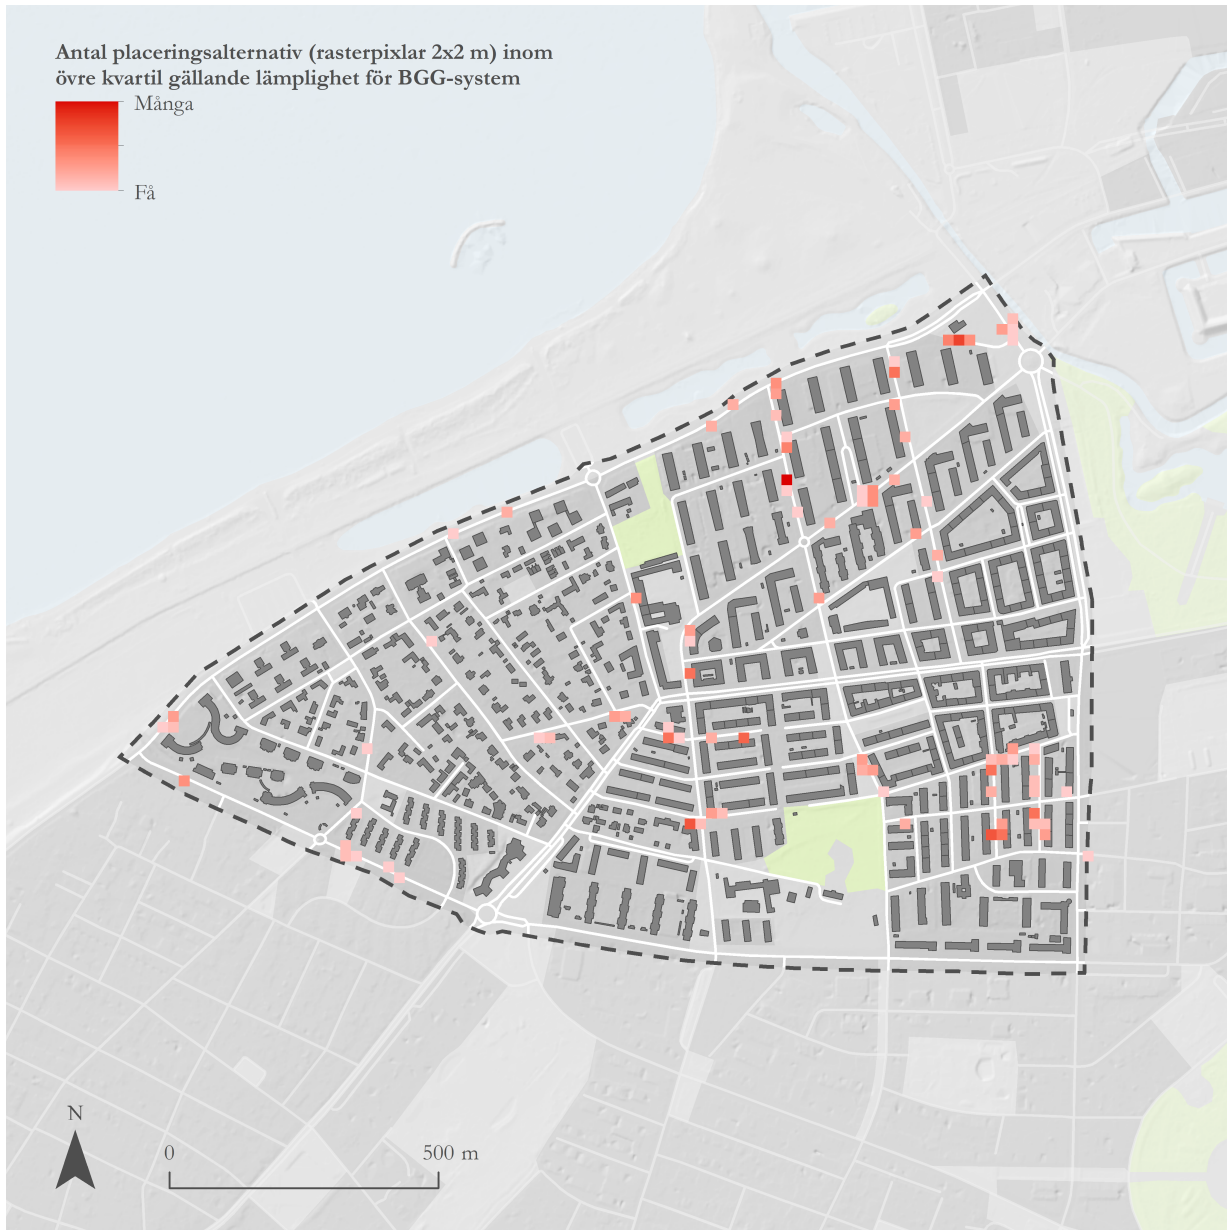 Antal placeringsalternativ (rasterpixlar 2x2 m) inom
övre kvartil gällande lämplighet för BGG-system
Många
Få
N
0
500 m